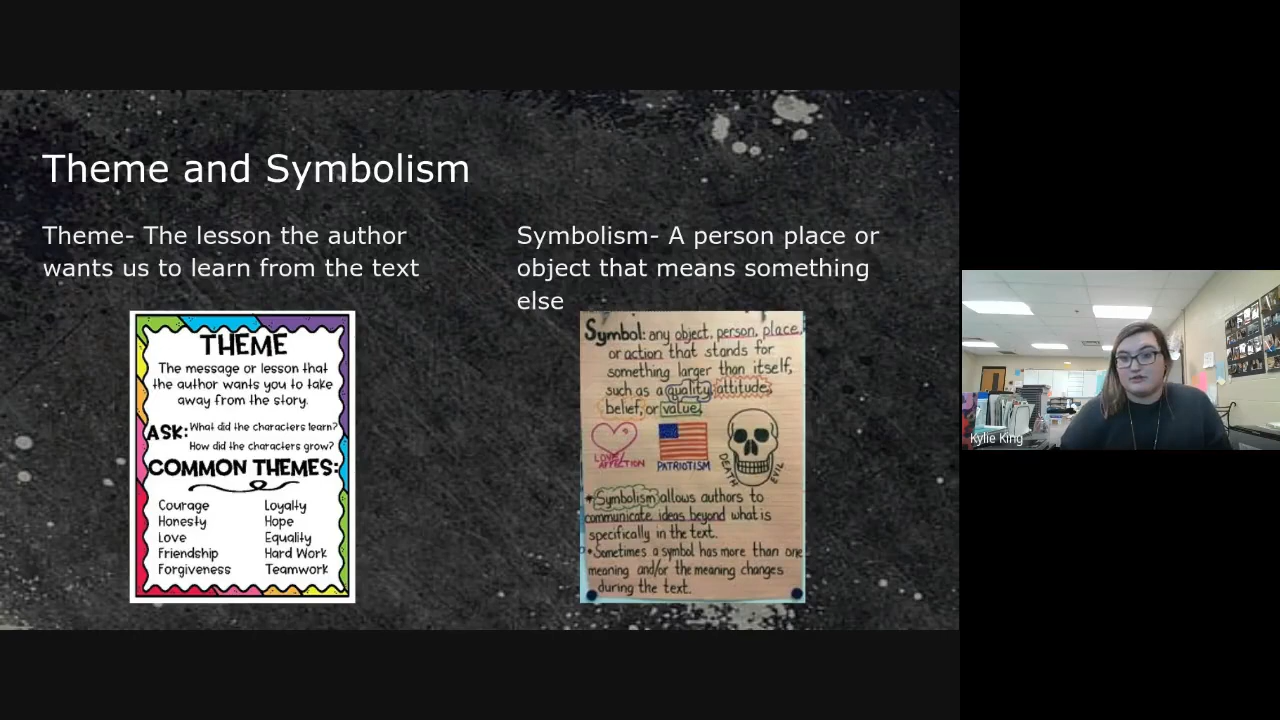 Theme and Symbolism
Theme- The lesson the author
wants us to learn from the text
THEME
The message or lesson that
the author wants you to take
away from the story.
ASK: What did the characters learn?
How did the characters grow?
COMMON THEMES:
Courage Loyalty
Honesty Hope
Love Equality
Friendship Hard Work
Forgiveness Teamwork
Symbolism- A person place or
object that means something
else
Symbol: any object, person, place,
or action that stands for
something larger than itself,
such as a quality, attitude,
belief, or value.
LOVE/
AFFECTION
PATRIOTISM
DEATH
EVIL
•Symbolism allows authors to
communicate ideas beyond what is
specifically in the text.
•Sometimes a symbol has more than one
meaning and/or the meaning changes
during the text.
Kylie King